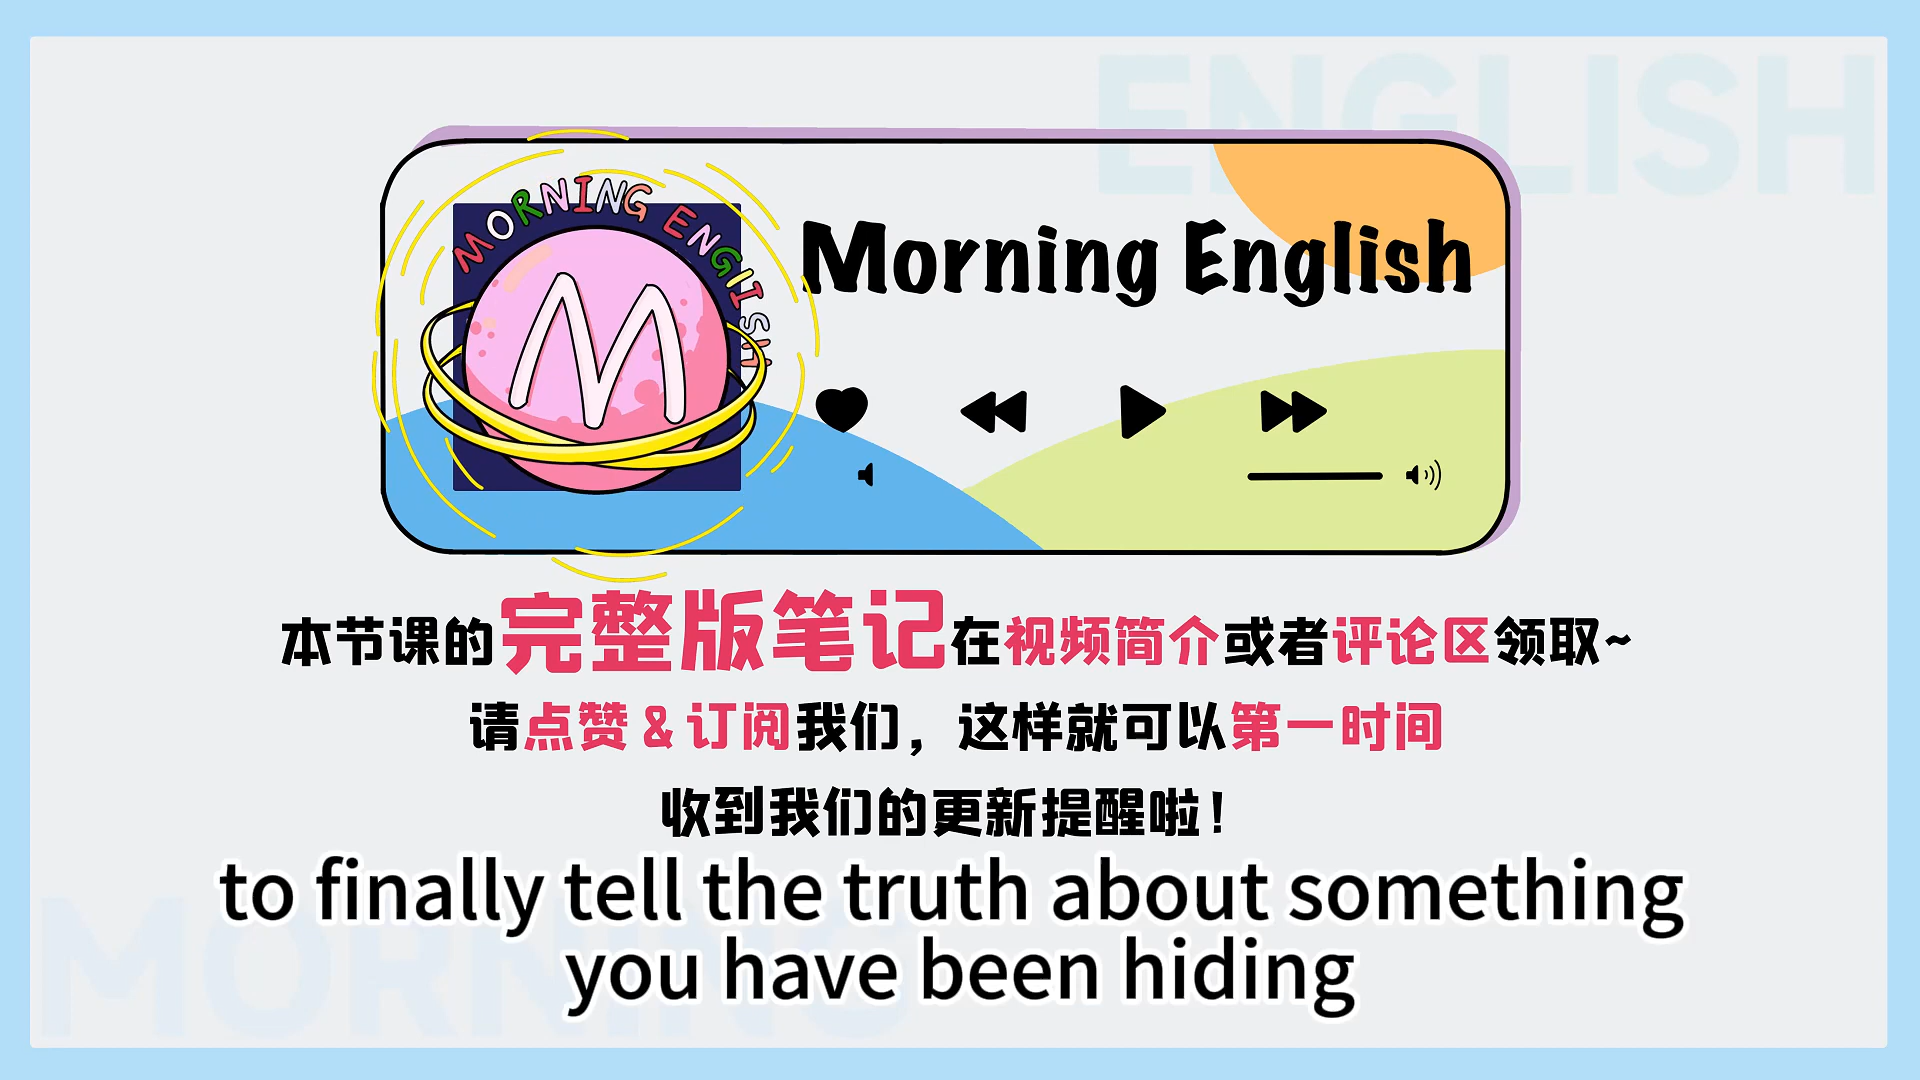 ENGLISH
MORNING ENGLISH
M
Morning English
本节课的完整版笔记在视频简介或者评论区领取~
请点赞&订阅我们，这样就可以第一时间
收到我们的更新提醒啦！
MORNING
to finally tell the truth about something
you have been hiding